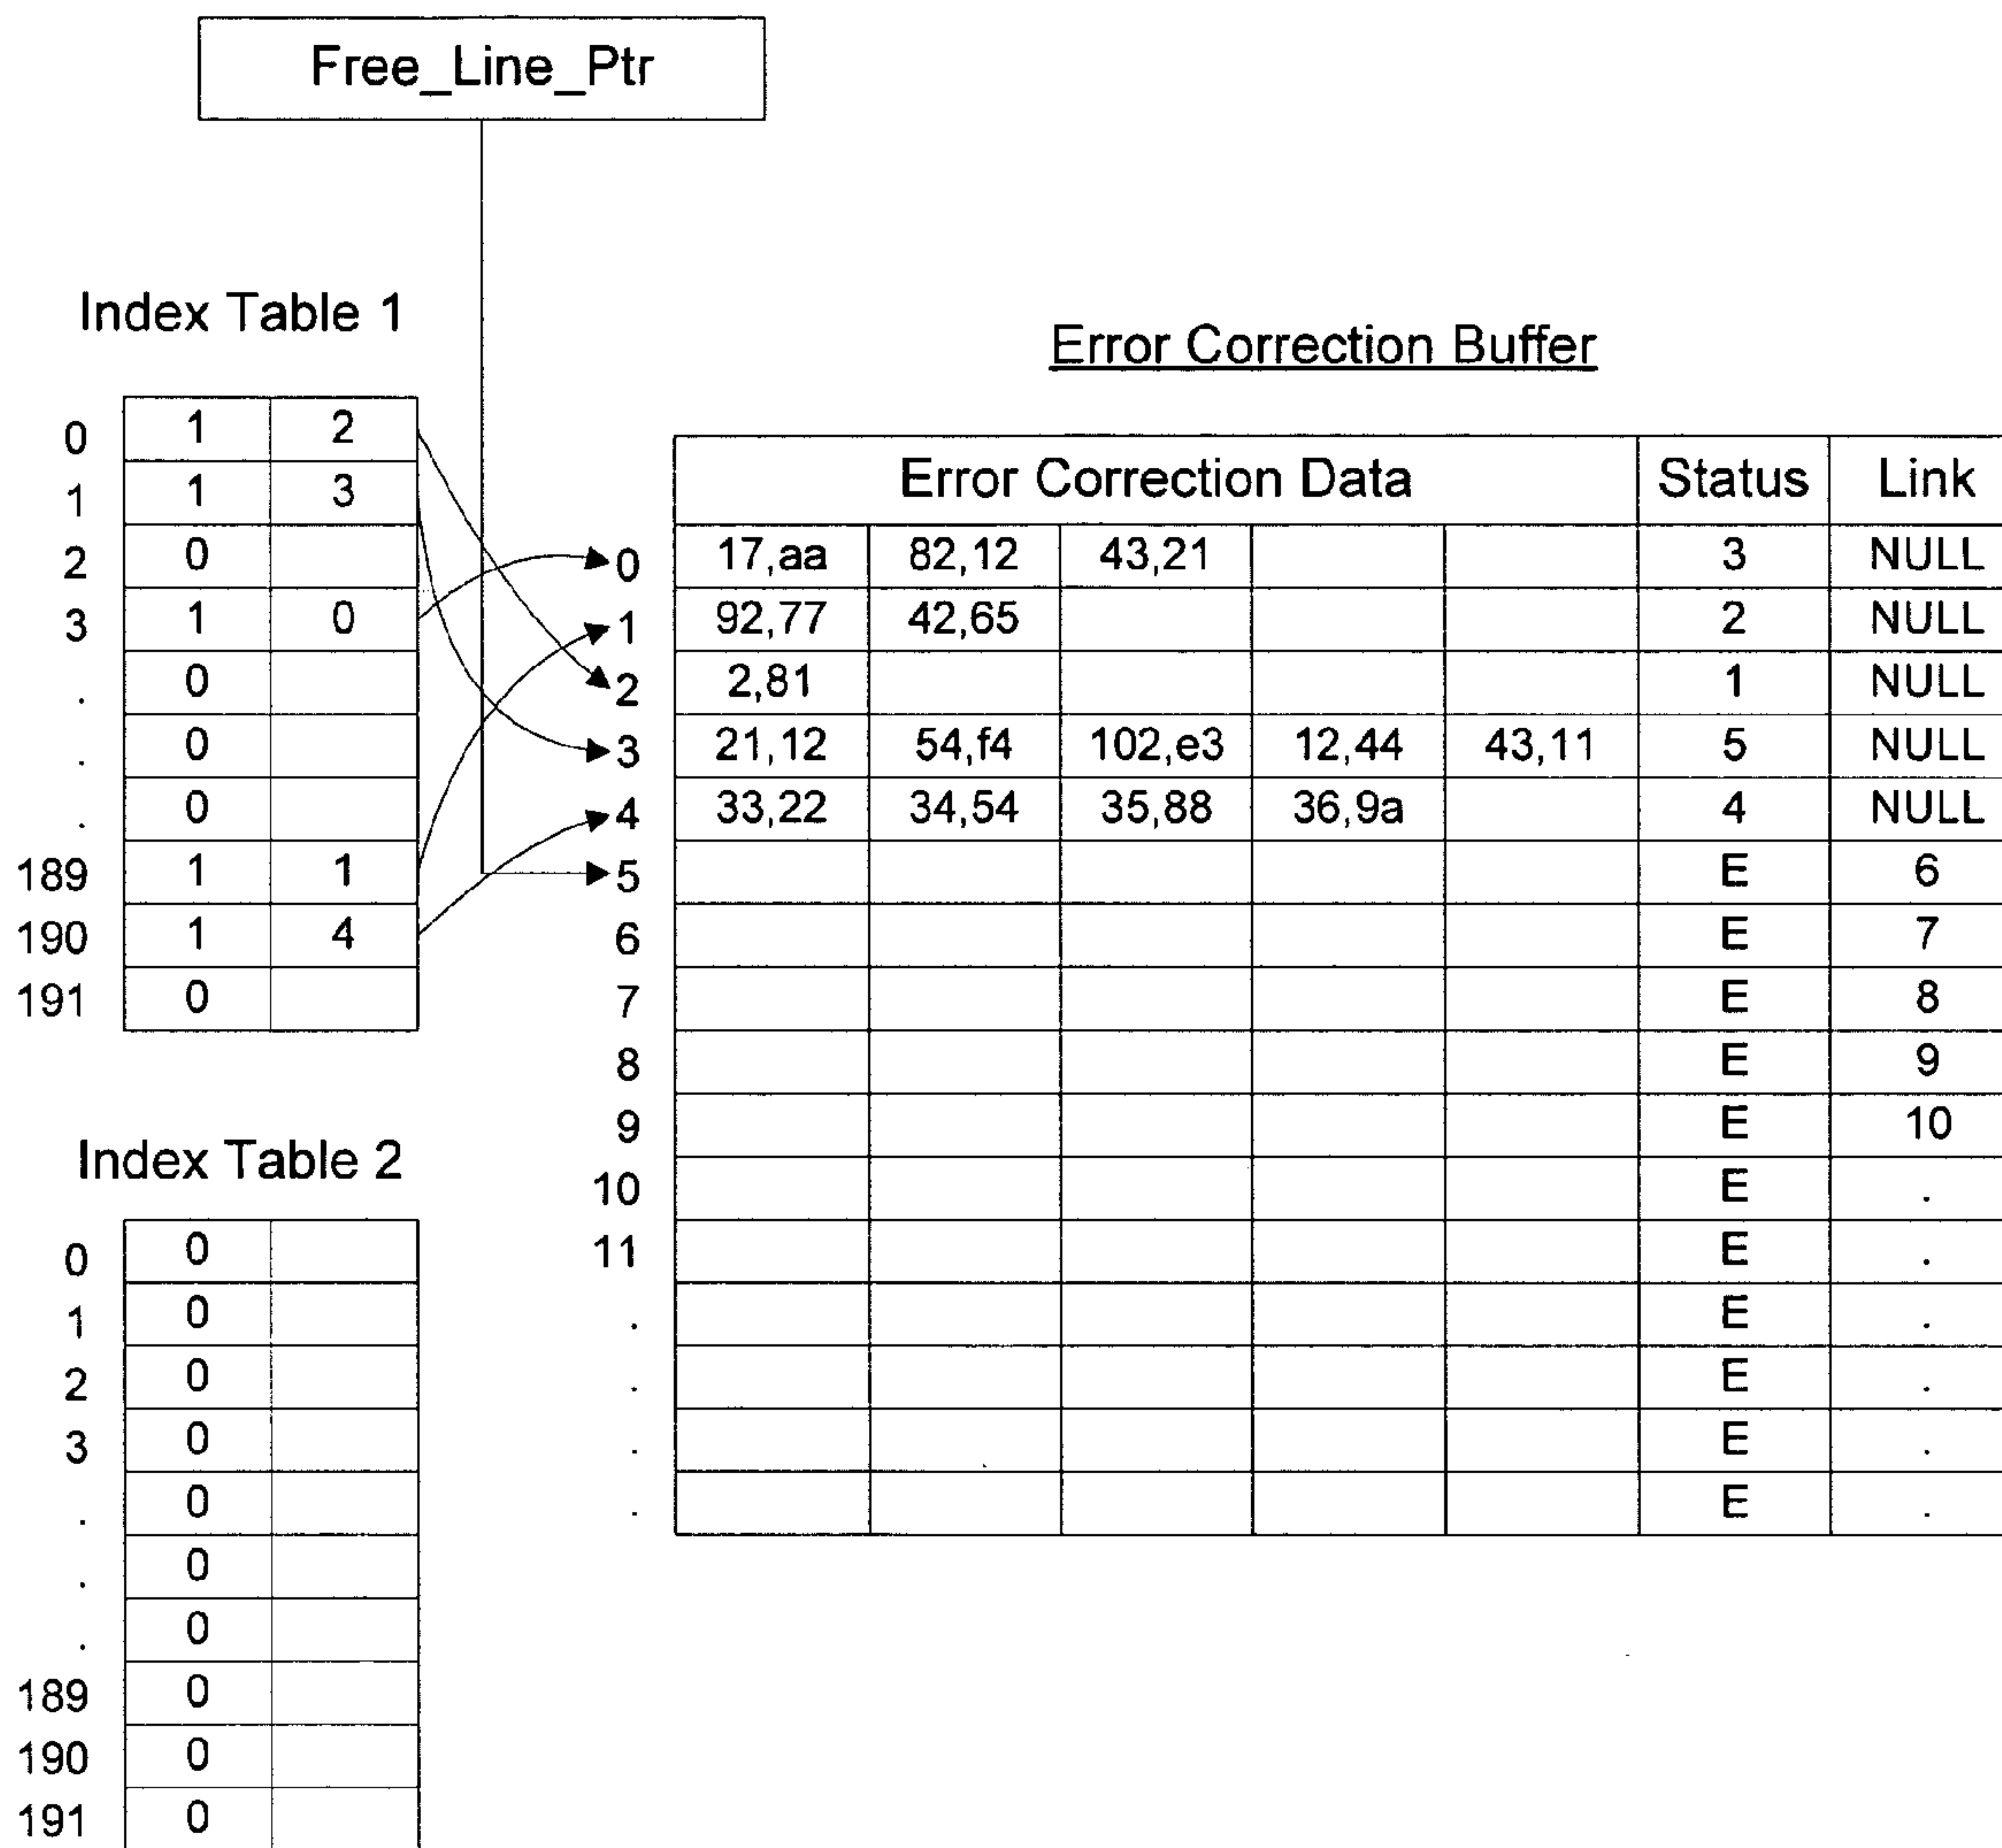 Free_Line_Ptr
Index Table 1
0 1 2
1 1 3
2 0
3 1 0
. 0
. 0
. 0
189 1 1
190 1 4
191 0
Index Table 2
0 0
1 0
2 0
3 0
. 0
. 0
. 0
189 0
190 0
191 0
Error Correction Buffer
Error Correction Data Status Link
0 17,aa 82,12 43,21 3 NULL
1 92,77 42,65 2 NULL
2 2,81 1 NULL
3 21,12 54,f4 102,e3 12,44 43,11 5 NULL
4 33,22 34,54 35,88 36,9a 4 NULL
5 E 6
6 E 7
7 E 8
8 E 9
9 E 10
10 E .
11 E .
. E .
. E .
. E .
. E .